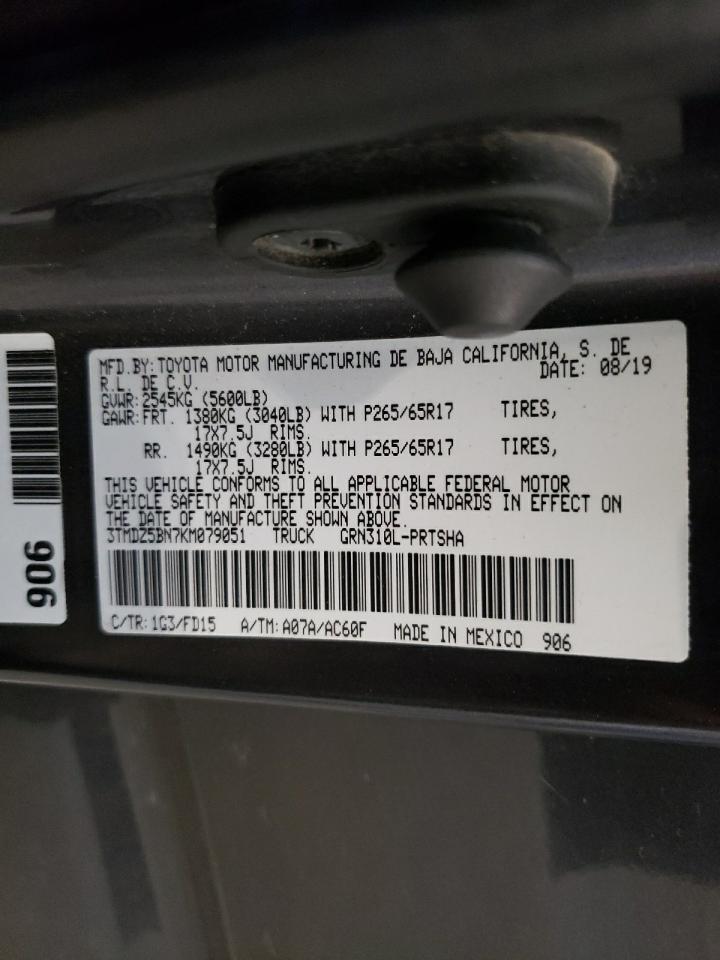 MFD.BY: TOYOTA MOTOR MANUFACTURING DE BAJA CALIFORNIA, S. DE
R.L. DE C.V. DATE: 08/19
GVWR: 2545KG (5600LB)
GAWR: FRT. 1380KG (3040LB) WITH P265/65R17 TIRES,
17X7.5J RIMS.
RR. 1490KG (3280LB) WITH P265/65R17 TIRES,
17X7.5J RIMS.
THIS VEHICLE CONFORMS TO ALL APPLICABLE FEDERAL MOTOR
VEHICLE SAFETY AND THEFT PREVENTION STANDARDS IN EFFECT ON
THE DATE OF MANUFACTURE SHOWN ABOVE.
3TMDZ5BN7KM079051 TRUCK GRN310L-PRTSHA
C/TR: 1G3/FD15 A/TM: A07A/AC60F MADE IN MEXICO 906
906